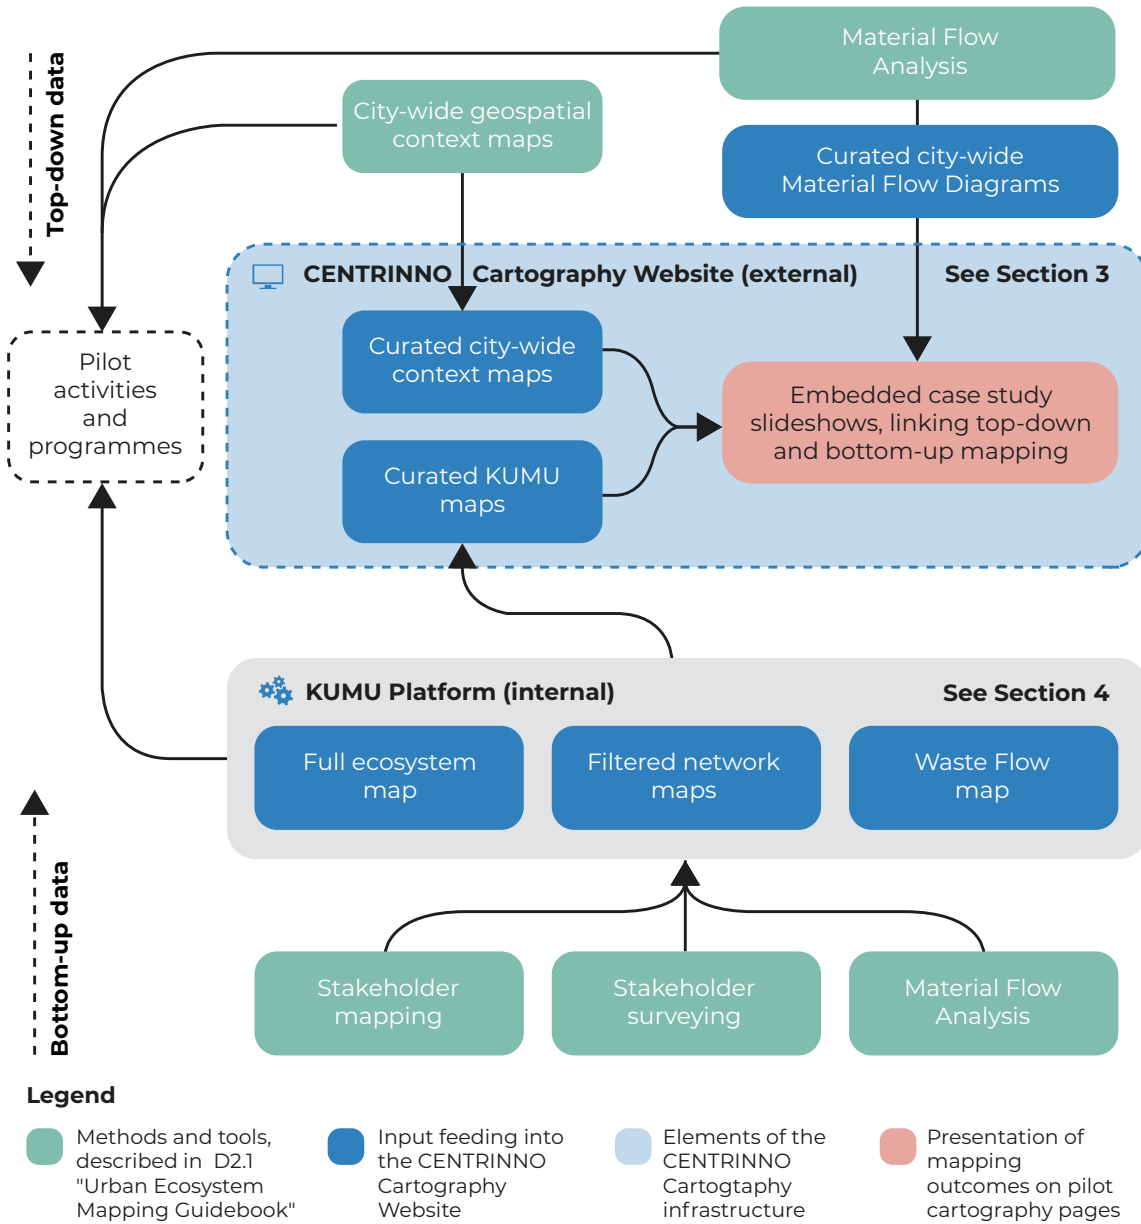 Top-down data
Material Flow
Analysis
City-wide geospatial
context maps
Curated city-wide
Material Flow Diagrams
CENTRINNO Cartography Website (external)
See Section 3
Pilot
activities
and
programmes
Curated city-wide
context maps
Embedded case study
slideshows, linking top-down
and bottom-up mapping
Curated KUMU
maps
KUMU Platform (internal)
See Section 4
Full ecosystem
map
Filtered network
maps
Waste Flow
map
Bottom-up data
Stakeholder
mapping
Stakeholder
surveying
Material Flow
Analysis
Legend
Methods and tools,
described in D2.1
"Urban Ecosystem
Mapping Guidebook"
Input feeding into
the CENTRINNO
Cartography
Website
Elements of the
CENTRINNO
Cartogtaphy
infrastructure
Presentation of
mapping
outcomes on pilot
cartography pages